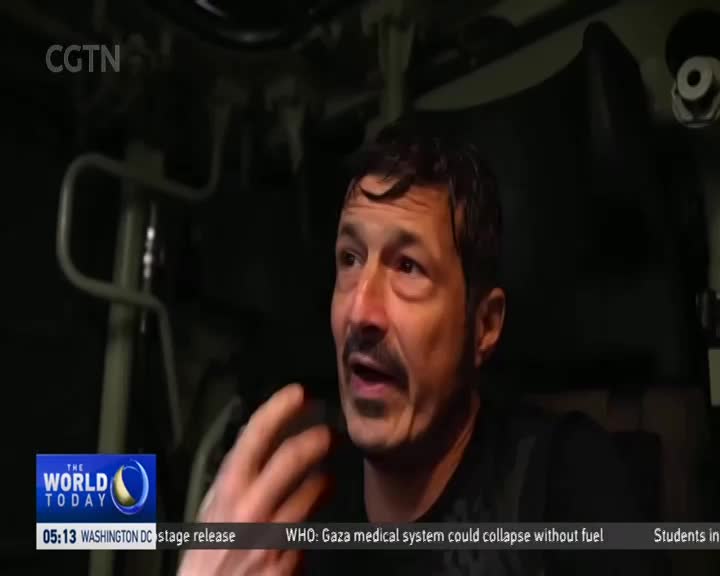 CGTN
THE
WORLD
TODAY
05:13 WASHINGTON DC ostage release WHO: Gaza medical system could collapse without fuel Students in